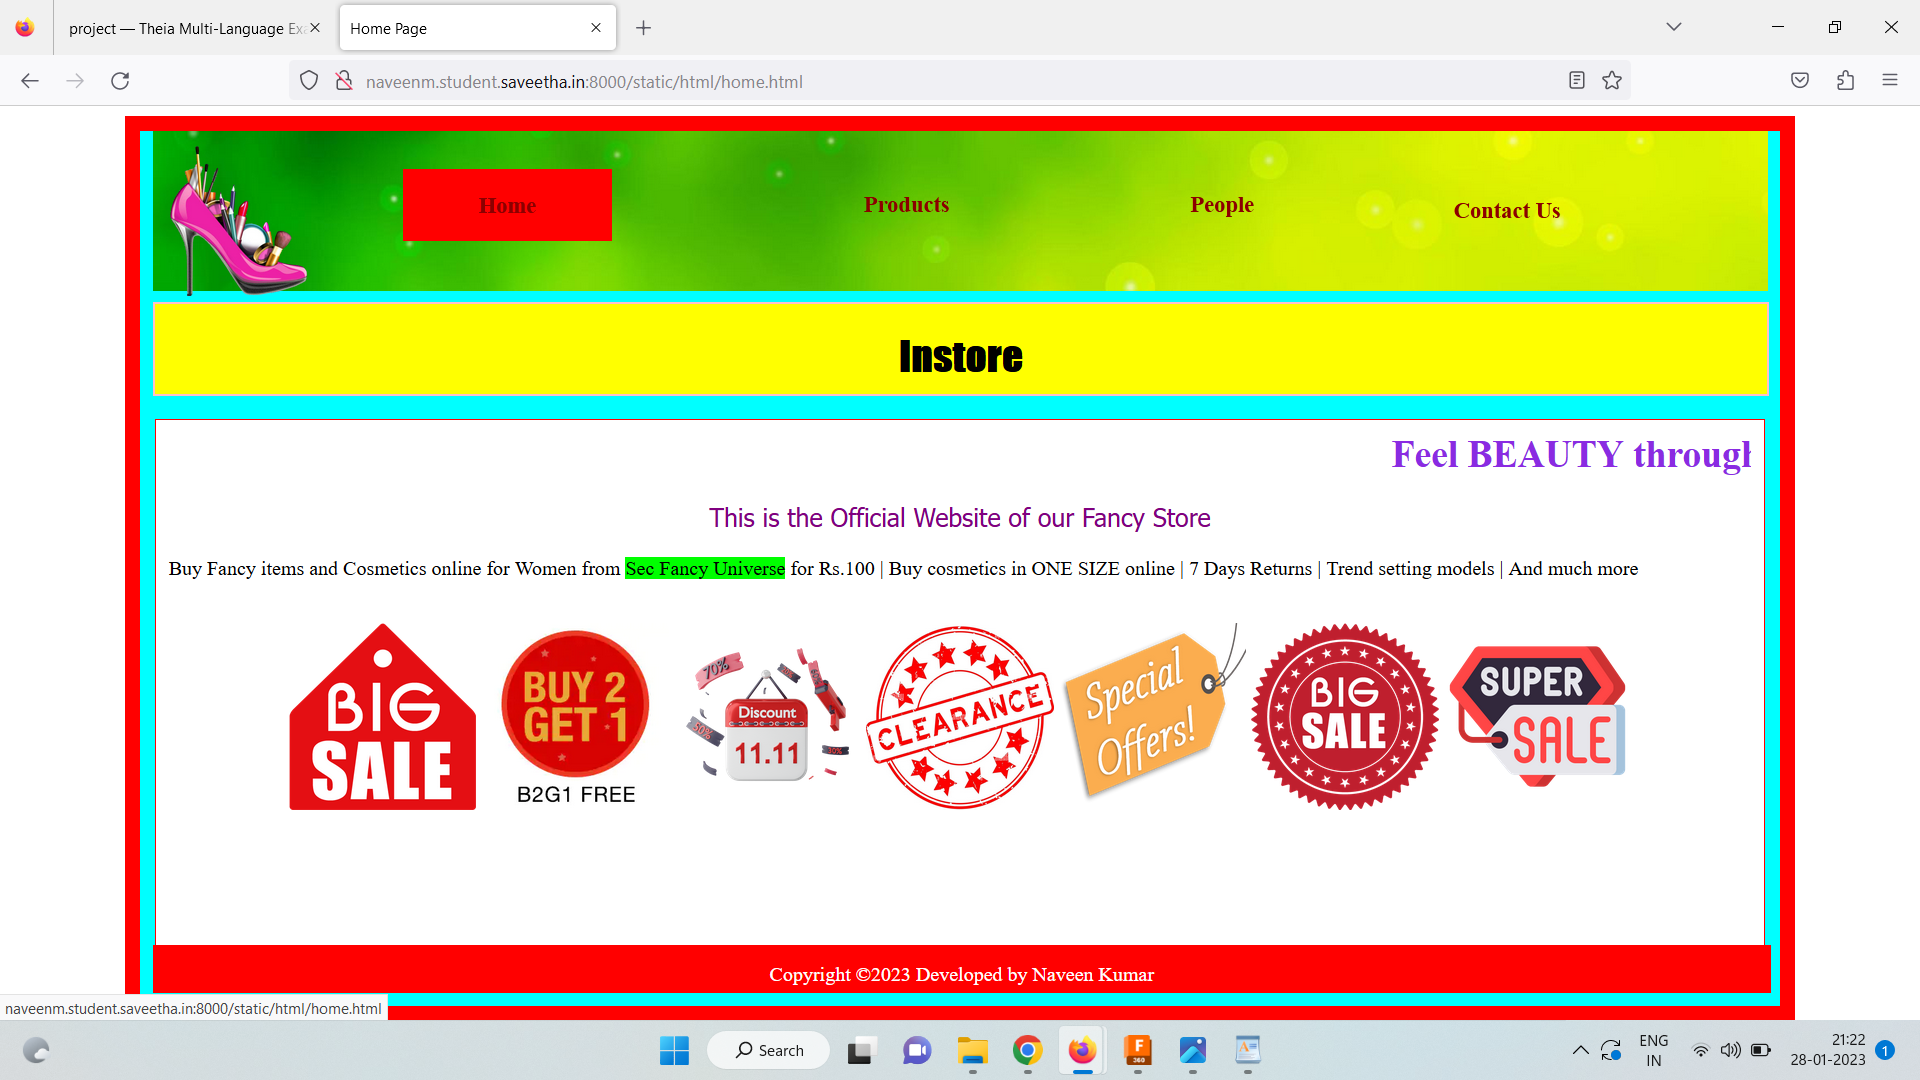 project — Theia Multi-Language Exa
Home Page
naveenm.student.saveetha.in:8000/static/html/home.html
Home
Products
People
Contact Us
Instore
Feel BEAUTY through
This is the Official Website of our Fancy Store
Buy Fancy items and Cosmetics online for Women from Sec Fancy Universe for Rs.100 | Buy cosmetics in ONE SIZE online | 7 Days Returns | Trend setting models | And much more
BIG
SALE
BUY 2
GET 1
B2G1 FREE
70%
50%
Discount
11.11
CLEARANCE
Special
Offers!
BIG
SALE
SUPER
SALE
Copyright ©2023 Developed by Naveen Kumar
naveenm.student.saveetha.in:8000/static/html/home.html
Search
F
360
ENG
IN
21:22
28-01-2023
1